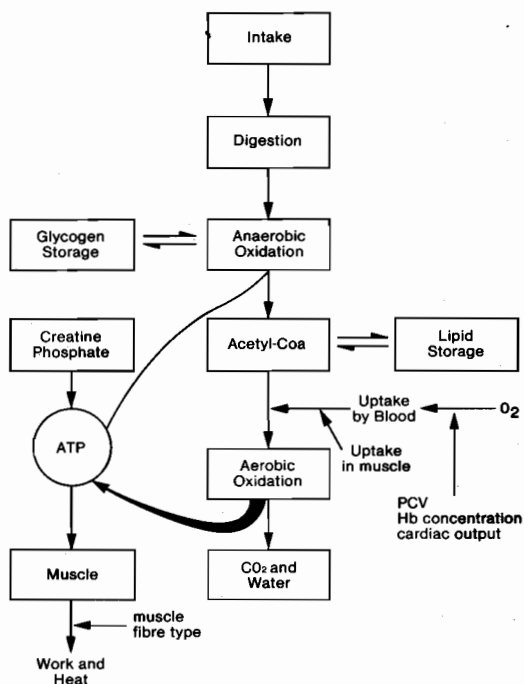 Intake
Digestion
Glycogen
Storage
Anaerobic
Oxidation
Creatine
Phosphate
Acetyl-Coa
Lipid
Storage
Uptake
by Blood
O₂
ATP
Uptake
in muscle
Aerobic
Oxidation
PCV
Hb concentration
cardiac output
Muscle
CO₂ and
Water
muscle
fibre type
Work and
Heat